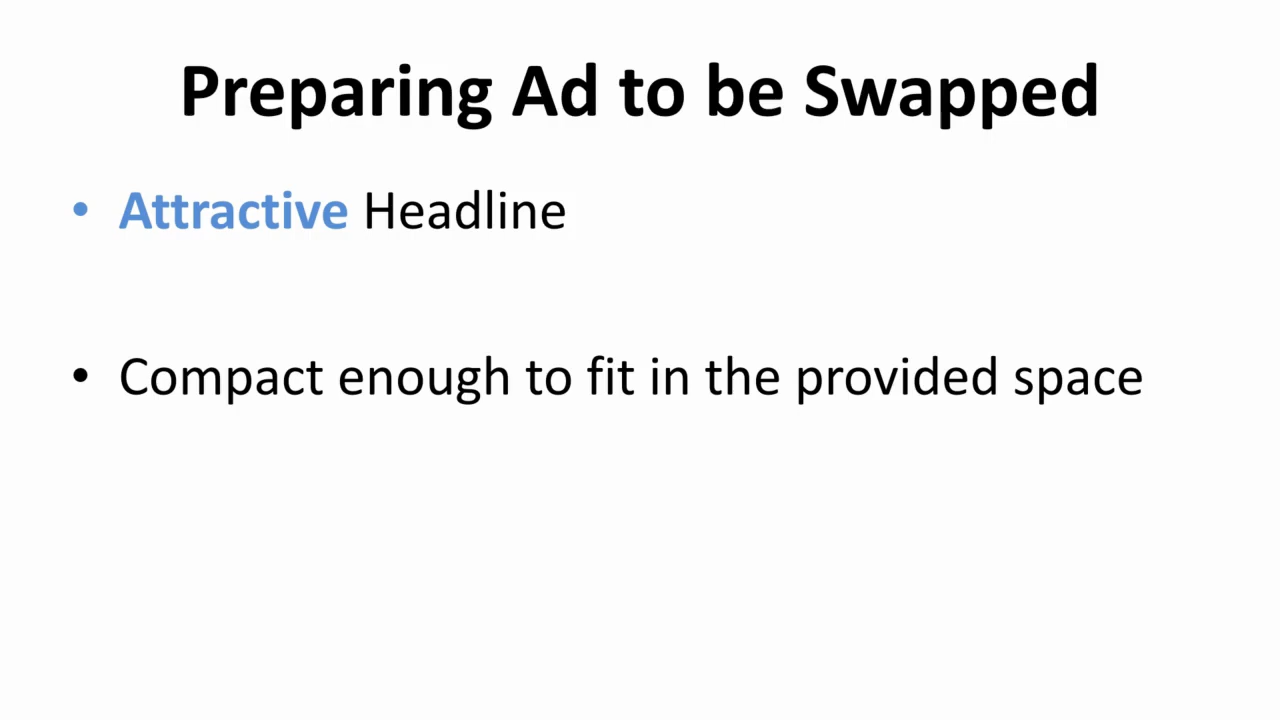 Preparing Ad to be Swapped
• Attractive Headline
• Compact enough to fit in the provided space